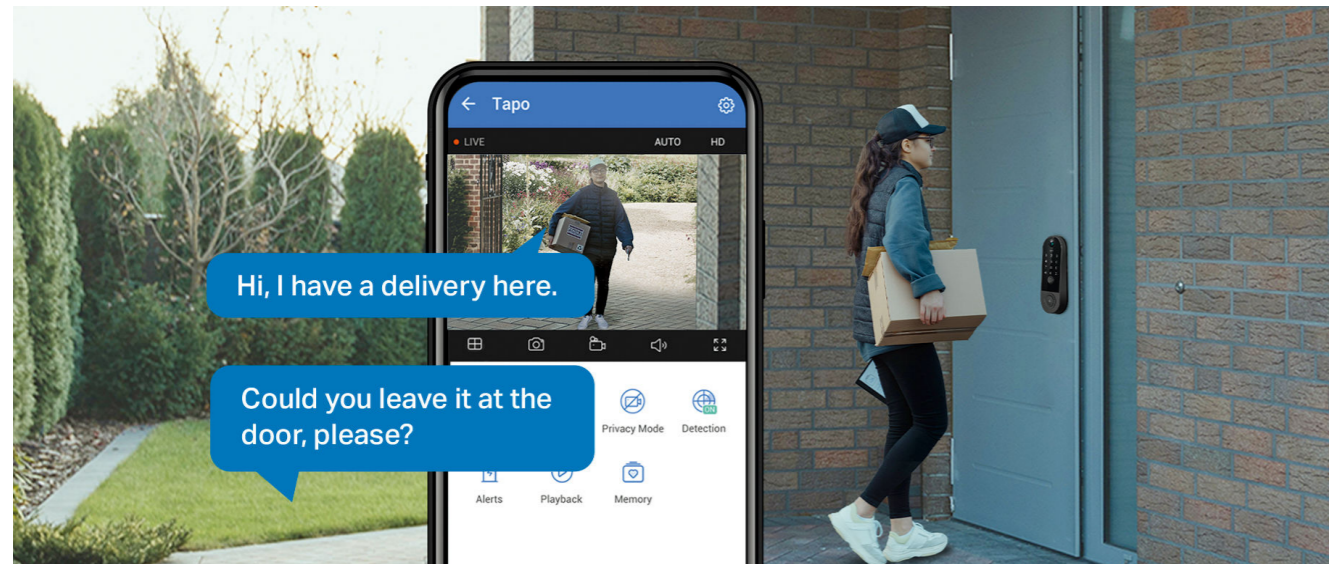 Tapo
LIVE
AUTO
HD
Hi, I have a delivery here.
Could you leave it at the
door, please?
Privacy Mode
Detection
ON
Alerts
Playback
Memory